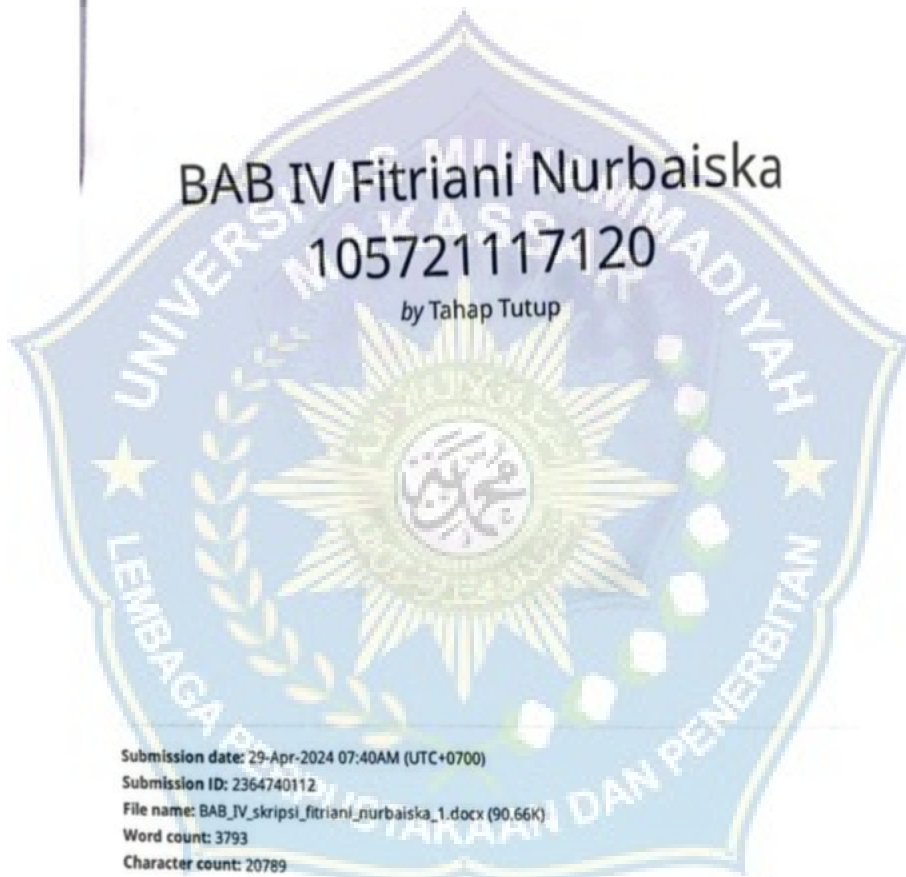 BAB IV Fitriani Nurbaiska
105721117120
by Tahap Tutup
UNIVERSITAS MUHAMMADIYAH
MAKASSAR
محمدية
LEMBAGA PERPUSTAKAAN DAN PENERBITAN
Submission date: 29-Apr-2024 07:40AM (UTC+0700)
Submission ID: 2364740112
File name: BAB_IV_skripsi_fitriani_nurbaiska_1.docx (90.66K)
Word count: 3793
Character count: 20789